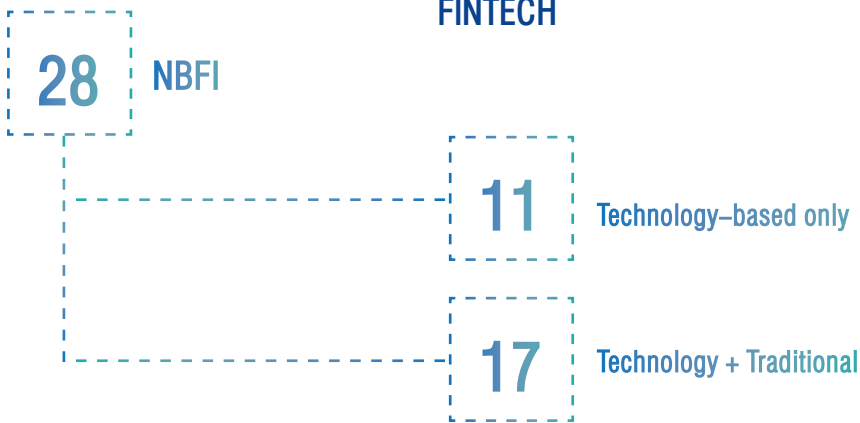 FINTECH
28 NBFI
11 Technology–based only
17 Technology + Traditional